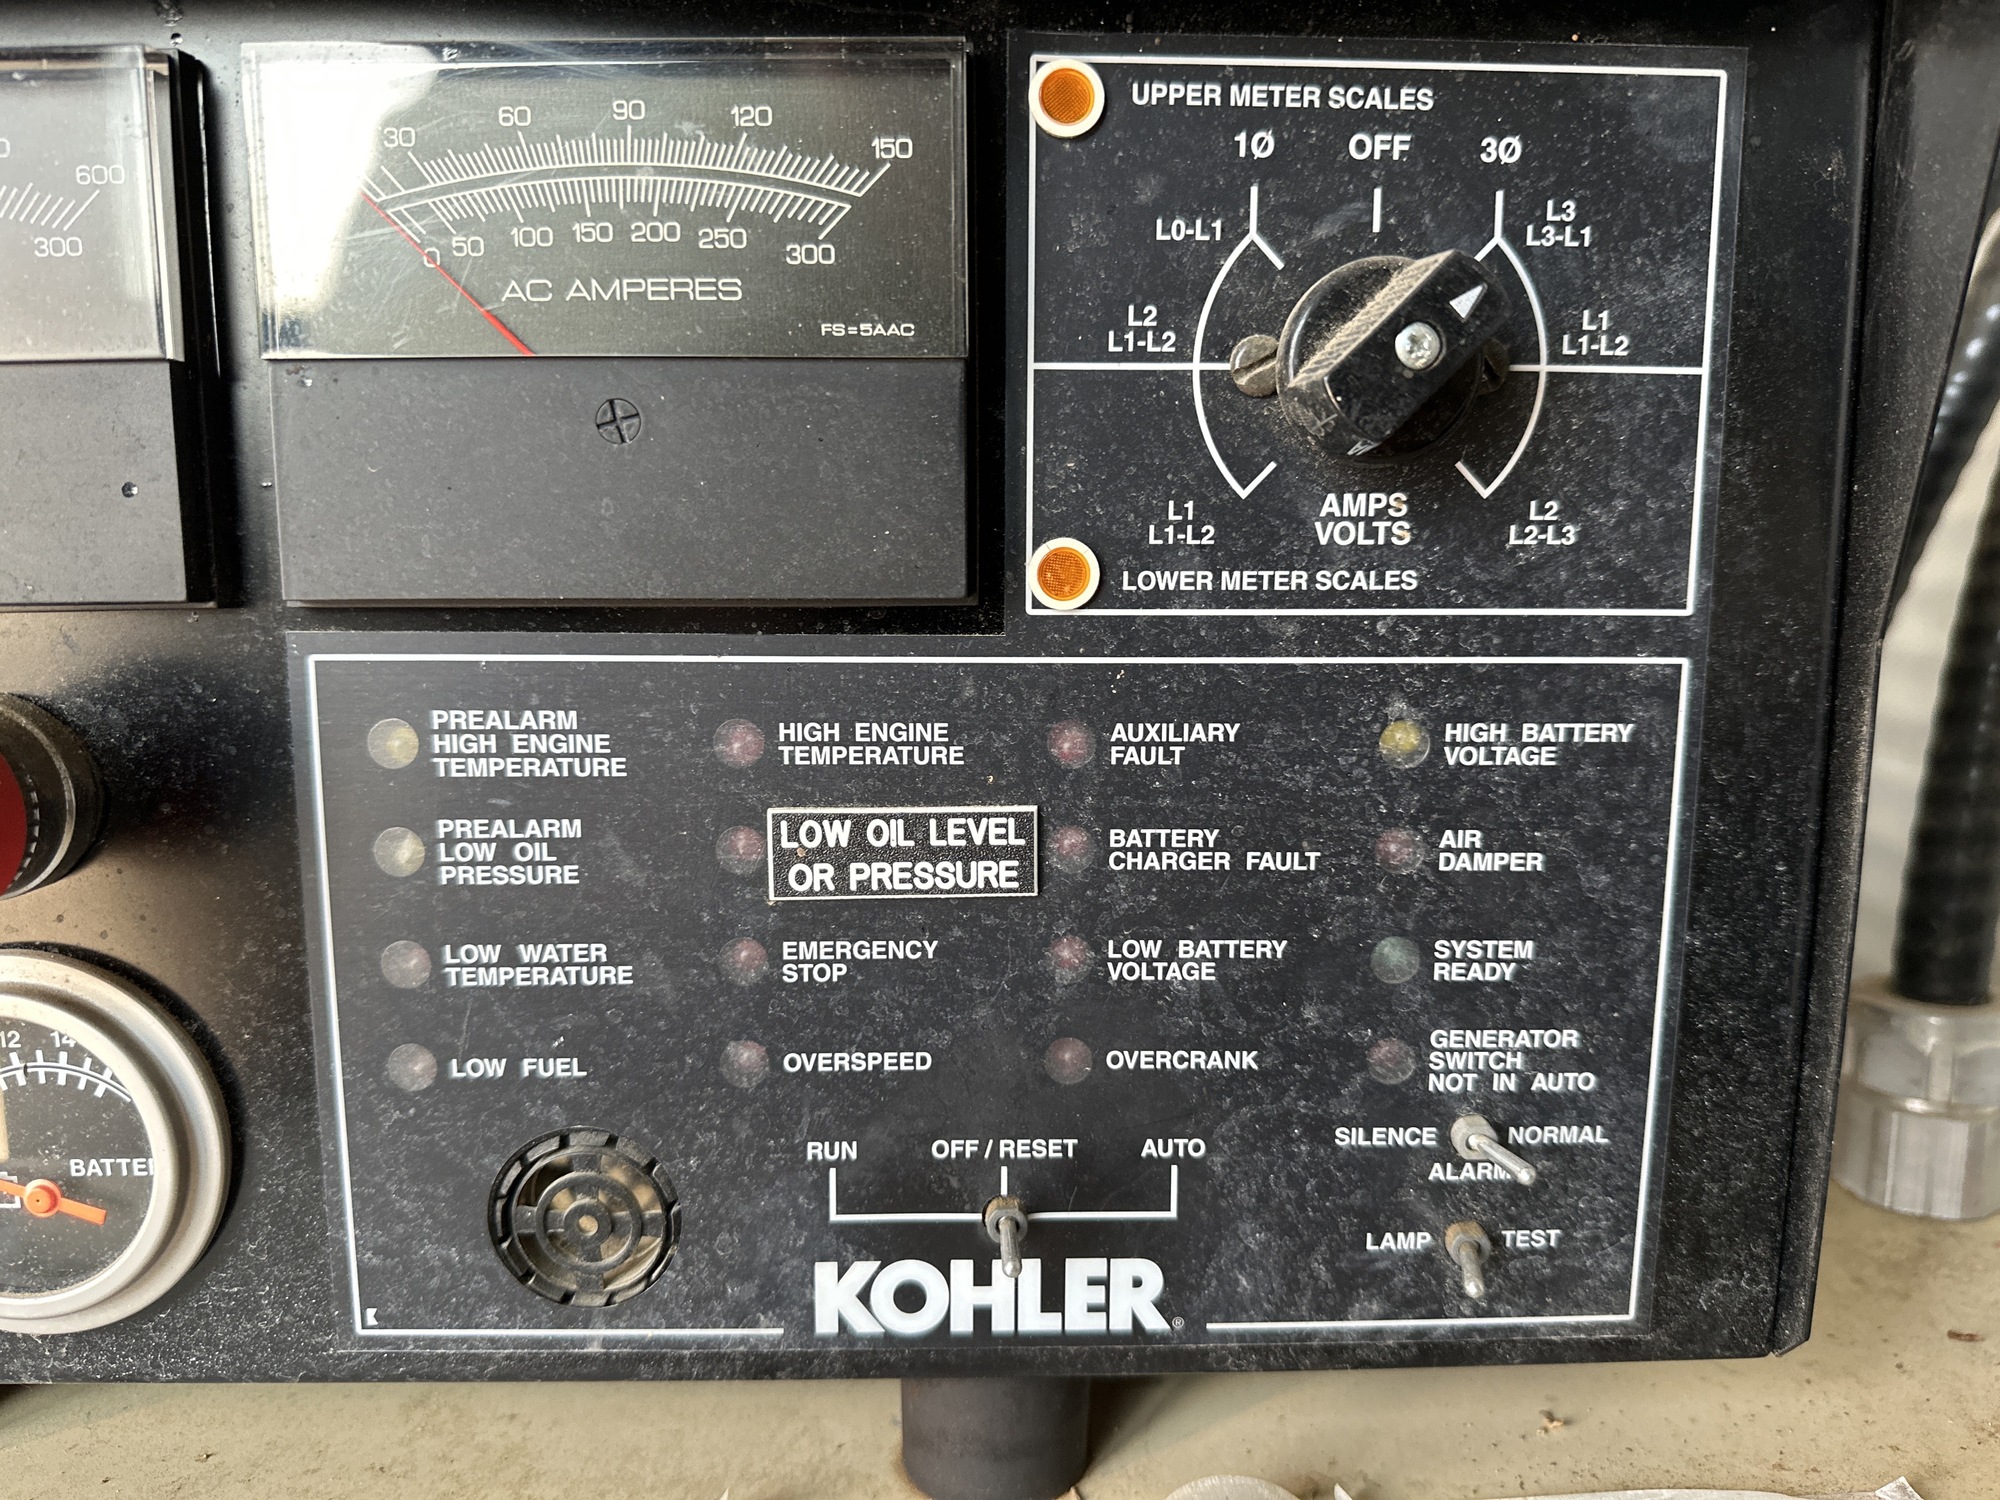 600
300
30 60 90 120 150
0 50 100 150 200 250 300
AC AMPERES
FS=5AAC
UPPER METER SCALES
1Ø OFF 3Ø
L0-L1
L3
L3-L1
L2
L1-L2
L1
L1-L2
L1
L1-L2
AMPS
VOLTS
L2
L2-L3
LOWER METER SCALES
PREALARM
HIGH ENGINE
TEMPERATURE
HIGH ENGINE
TEMPERATURE
AUXILIARY
FAULT
HIGH BATTERY
VOLTAGE
PREALARM
LOW OIL
PRESSURE
LOW OIL LEVEL
OR PRESSURE
BATTERY
CHARGER FAULT
AIR
DAMPER
LOW WATER
TEMPERATURE
EMERGENCY
STOP
LOW BATTERY
VOLTAGE
SYSTEM
READY
LOW FUEL
OVERSPEED
OVERCRANK
GENERATOR
SWITCH
NOT IN AUTO
12 14
BATTE
RUN OFF / RESET AUTO
SILENCE NORMAL
ALARM
LAMP TEST
KOHLER®